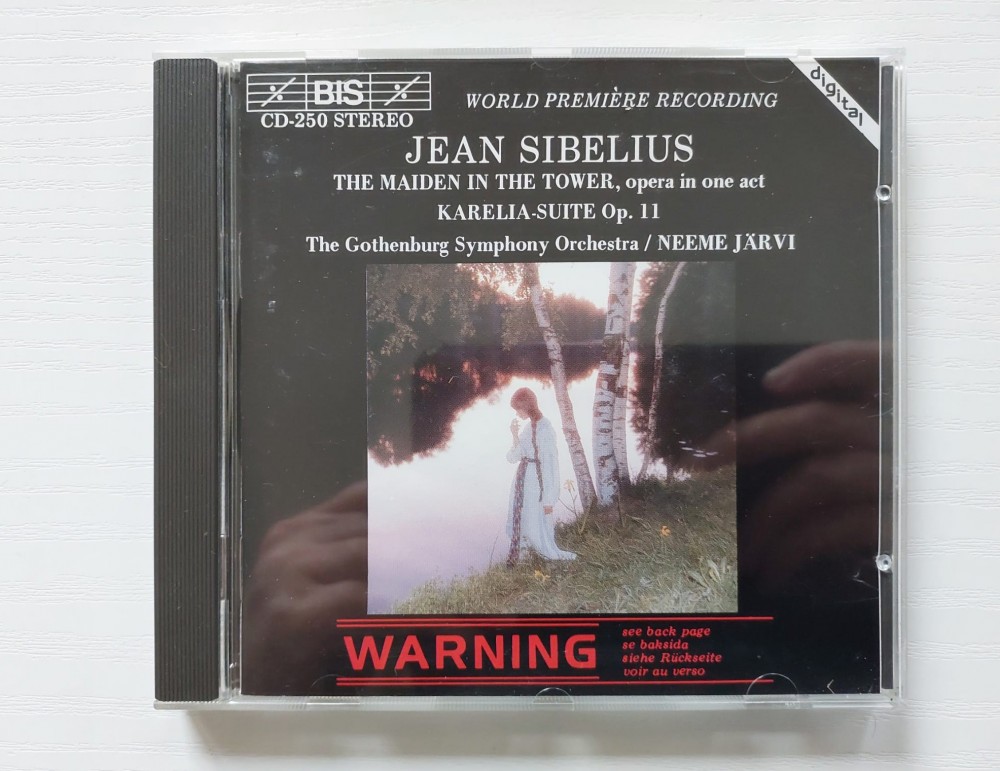 BIS
CD-250 STEREO
WORLD PREMIÈRE RECORDING
digital
JEAN SIBELIUS
THE MAIDEN IN THE TOWER, opera in one act
KARELIA-SUITE Op. 11
The Gothenburg Symphony Orchestra / NEEME JÄRVI
WARNING
see back page
se baksida
siehe Rückseite
voir au verso